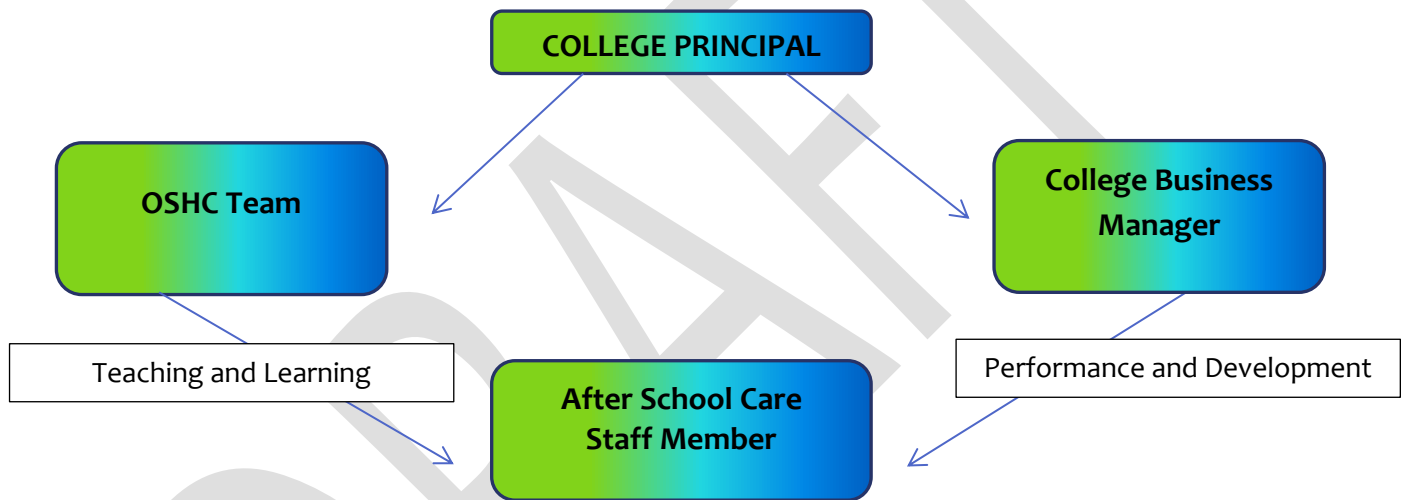 COLLEGE PRINCIPAL
OSHC Team
College Business
Manager
Teaching and Learning
Performance and Development
After School Care
Staff Member
DRAFT